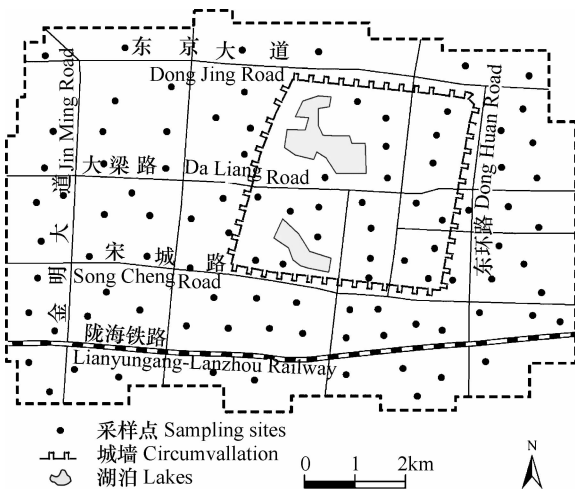 东京大道
Dong Jing Road
金明大道
Jin Ming Road
大梁路 Da Liang Road
东环路 Dong Huan Road
宋城路
Song Cheng Road
陇海铁路
Lianyungang-Lanzhou Railway
采样点 Sampling sites
城墙 Circumvallation
湖泊 Lakes
0 1 2km
N